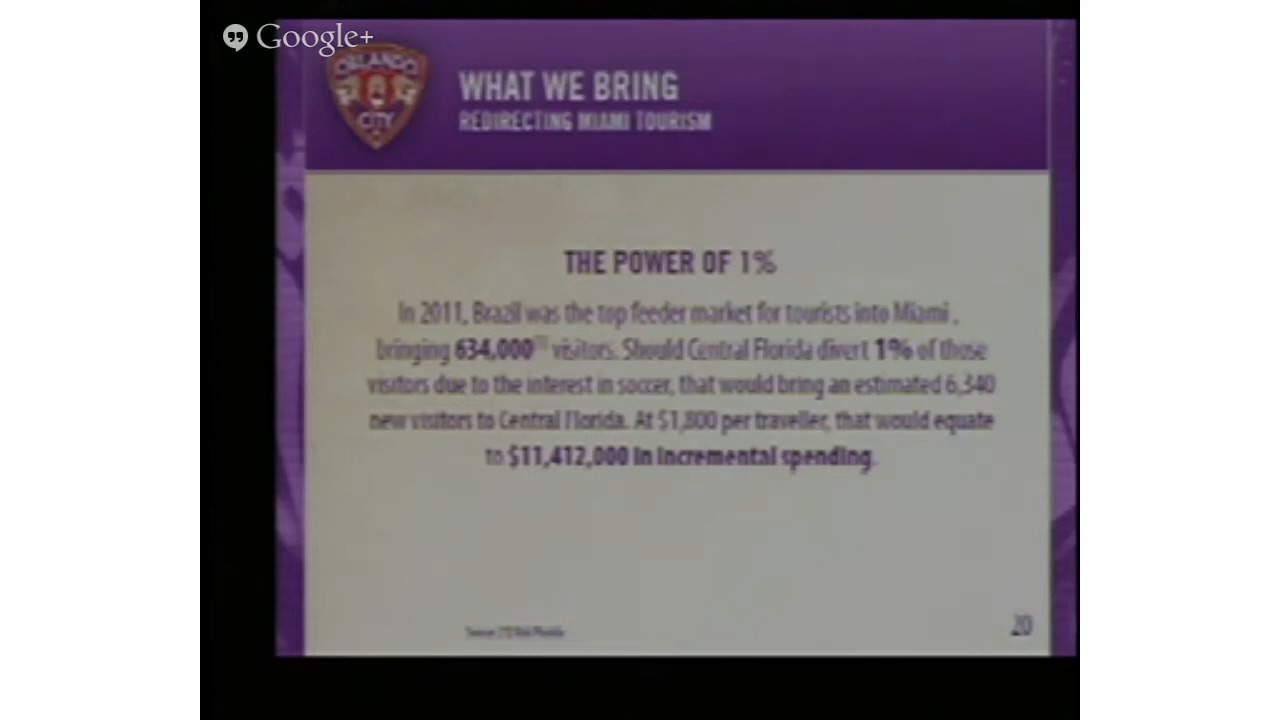 Google+
ORLANDO
CITY
WHAT WE BRING
REDIRECTING MIAMI TOURISM
THE POWER OF 1%
In 2011, Brazil was the top feeder market for tourists into Miami,
bringing 634,000 visitors. Should Central Florida divert 1% of those
visitors due to the interest in soccer, that would bring an estimated 6,340
new visitors to Central Florida. At $1,800 per traveller, that would equate
to $11,412,000 in incremental spending.
20